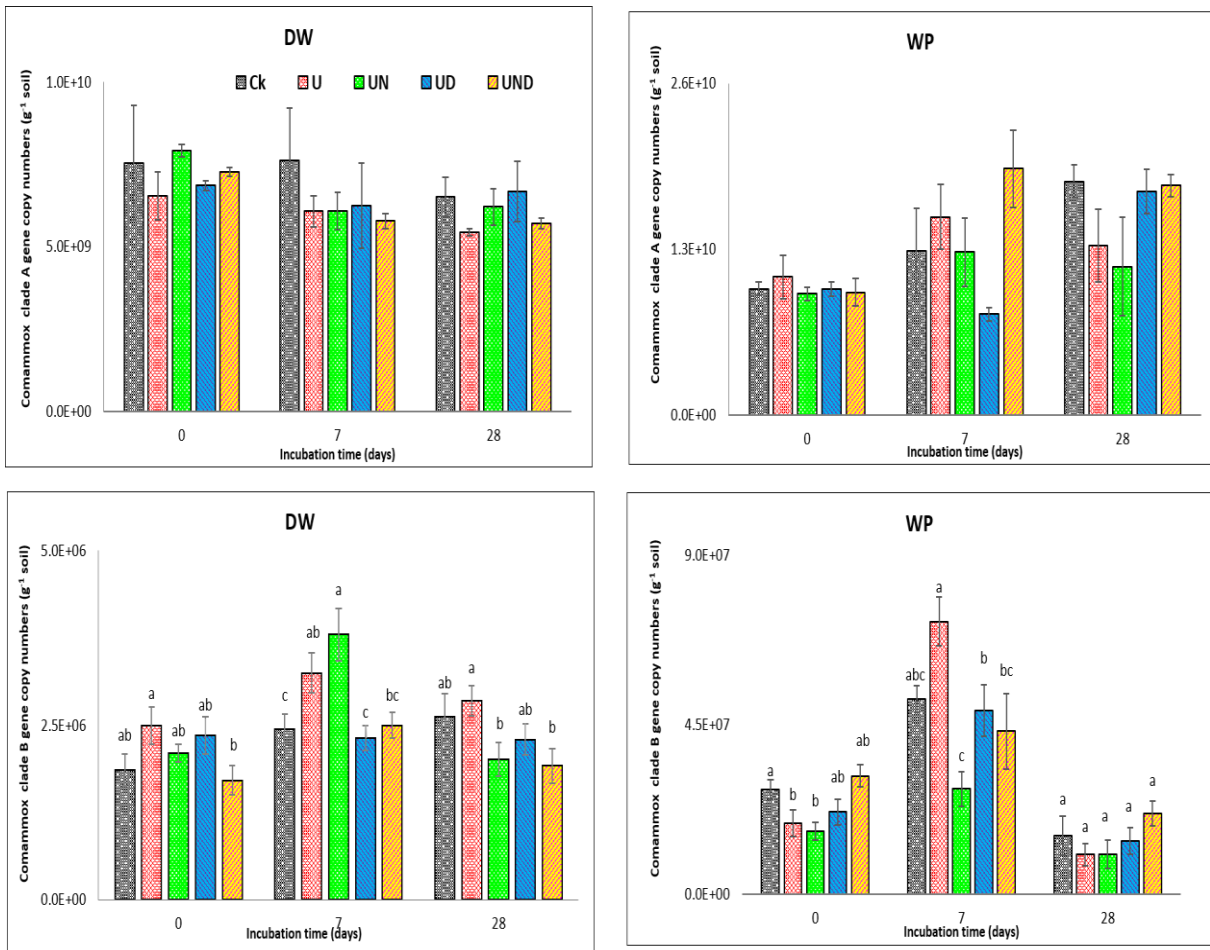 DW
Comammox clade A gene copy numbers (g⁻¹ soil)
1.0E+10
5.0E+09
0.0E+00
Ck U UN UD UND
0 7 28
Incubation time (days)
WP
Comammox clade A gene copy numbers (g⁻¹ soil)
2.6E+10
1.3E+10
0.0E+00
0 7 28
Incubation time (days)
DW
Comammox clade B gene copy numbers (g⁻¹ soil)
5.0E+06
2.5E+06
0.0E+00
ab a ab ab b
c ab a c bc
ab a b ab b
0 7 28
Incubation time (days)
WP
Comammox clade B gene copy numbers (g⁻¹ soil)
9.0E+07
4.5E+07
0.0E+00
a b b ab ab
abc a c b bc
a a a a a
0 7 28
Incubation time (days)